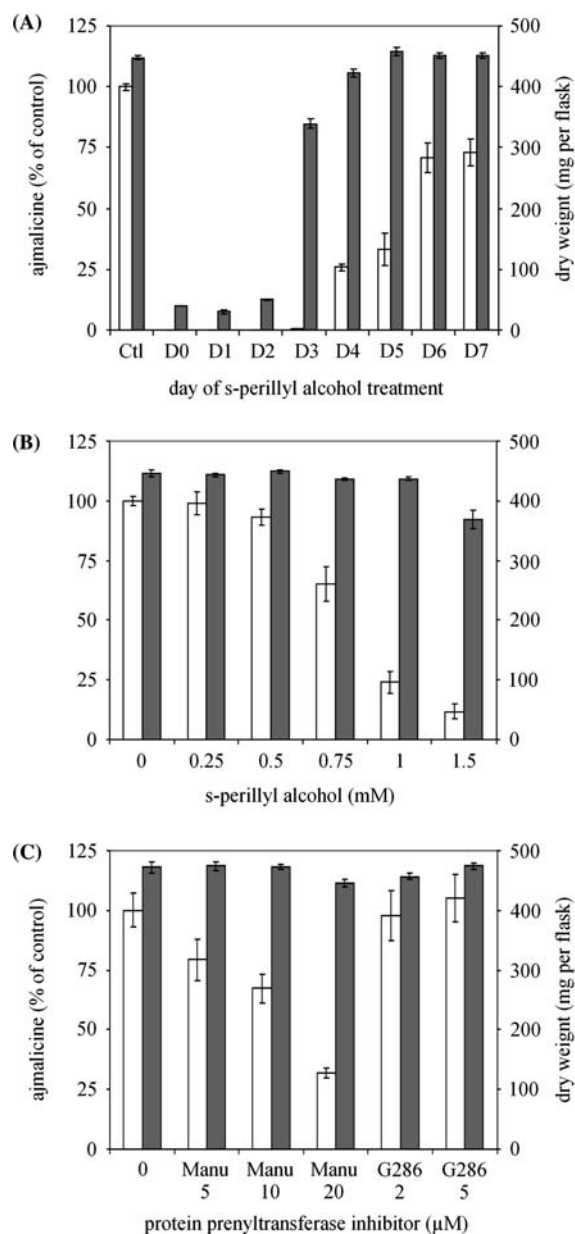 (A)
125
100
75
50
25
0
ajmalicine (% of control)
500
400
300
200
100
0
dry weignt (mg per flask)
Ctl D0 D1 D2 D3 D4 D5 D6 D7
day of s-perillyl alcohol treatment
(B)
125
100
75
50
25
0
500
400
300
200
100
0
0 0.25 0.5 0.75 1 1.5
s-perillyl alcohol (mM)
(C)
125
100
75
50
25
0
ajmalicine (% of control)
500
400
300
200
100
0
dry weignt (mg per flask)
0 Manu Manu Manu G286 G286
5 10 20 2 5
protein prenyltransferase inhibitor (µM)